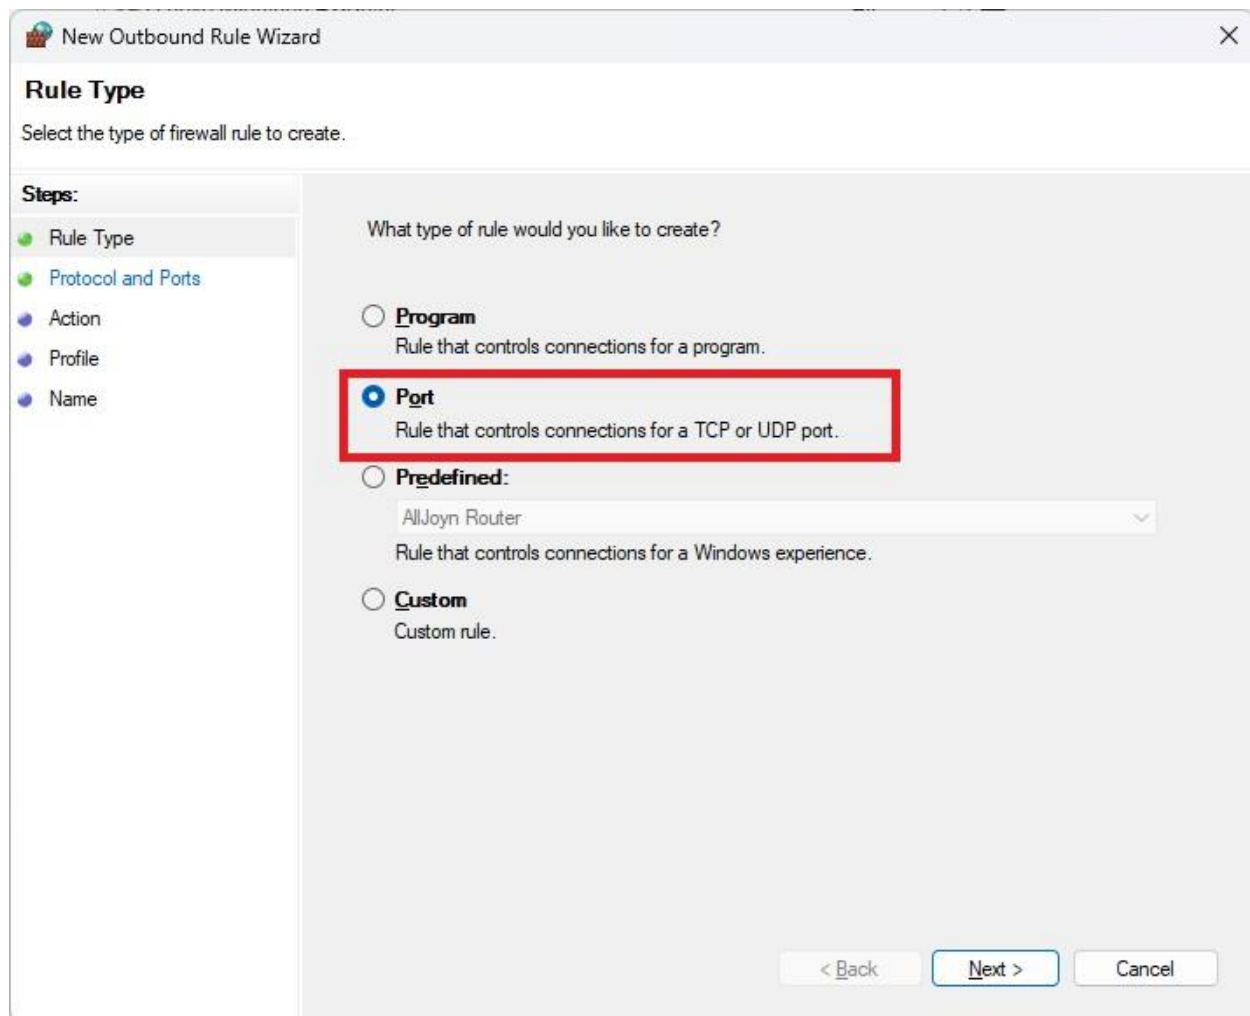 New Outbound Rule Wizard
Rule Type
Select the type of firewall rule to create.
Steps:
Rule Type
Protocol and Ports
Action
Profile
Name
What type of rule would you like to create?
Program
Rule that controls connections for a program.
Port
Rule that controls connections for a TCP or UDP port.
Predefined:
AllJoyn Router
Rule that controls connections for a Windows experience.
Custom
Custom rule.
< Back
Next >
Cancel